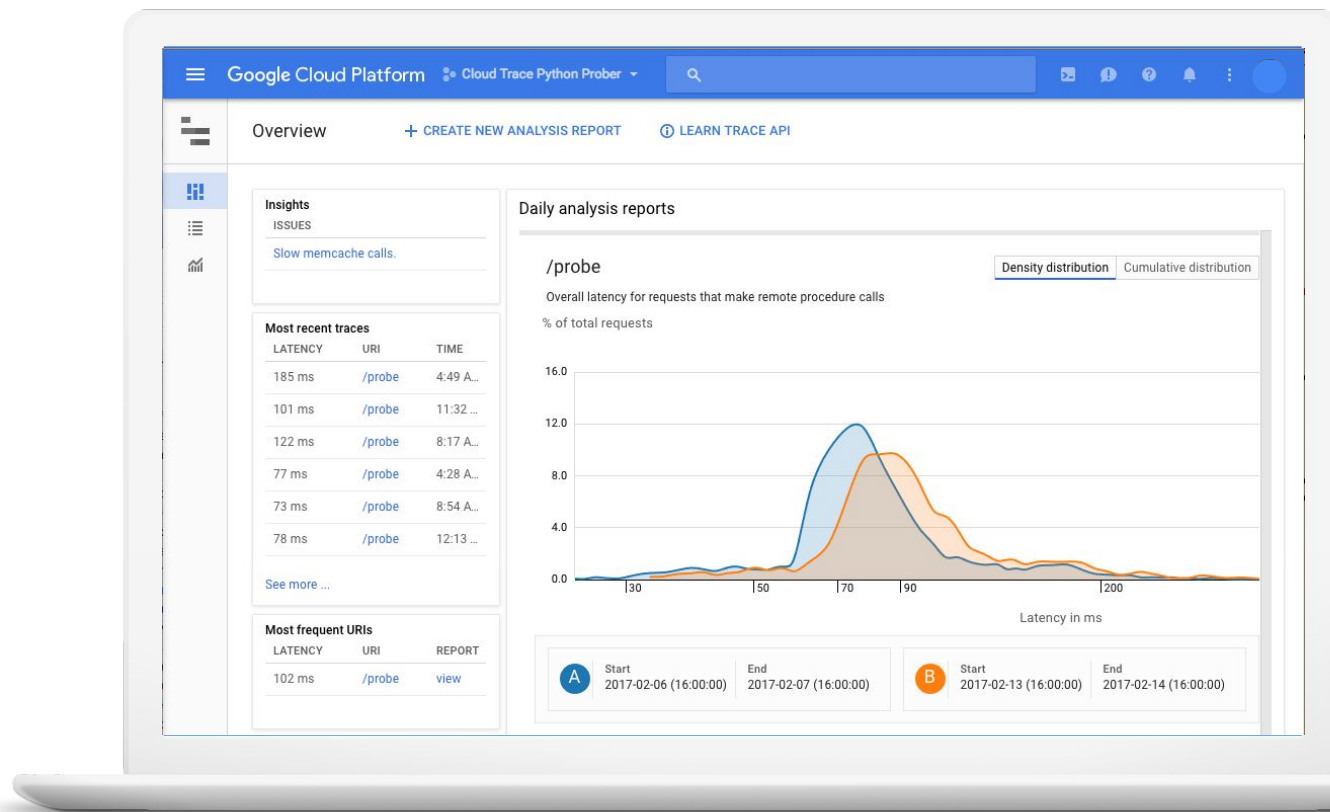 Google Cloud Platform Cloud Trace Python Prober
Overview + CREATE NEW ANALYSIS REPORT LEARN TRACE API
Insights
ISSUES
Slow memcache calls.
Most recent traces
LATENCY URI TIME
185 ms /probe 4:49 A...
101 ms /probe 11:32 ...
122 ms /probe 8:17 A...
77 ms /probe 4:28 A...
73 ms /probe 8:54 A...
78 ms /probe 12:13 ...
See more ...
Most frequent URIs
LATENCY URI REPORT
102 ms /probe view
Daily analysis reports
/probe
Density distribution Cumulative distribution
Overall latency for requests that make remote procedure calls
% of total requests
16.0
12.0
8.0
4.0
0.0
30 50 70 90 200
Latency in ms
A Start End
2017-02-06 (16:00:00) 2017-02-07 (16:00:00)
B Start End
2017-02-13 (16:00:00) 2017-02-14 (16:00:00)